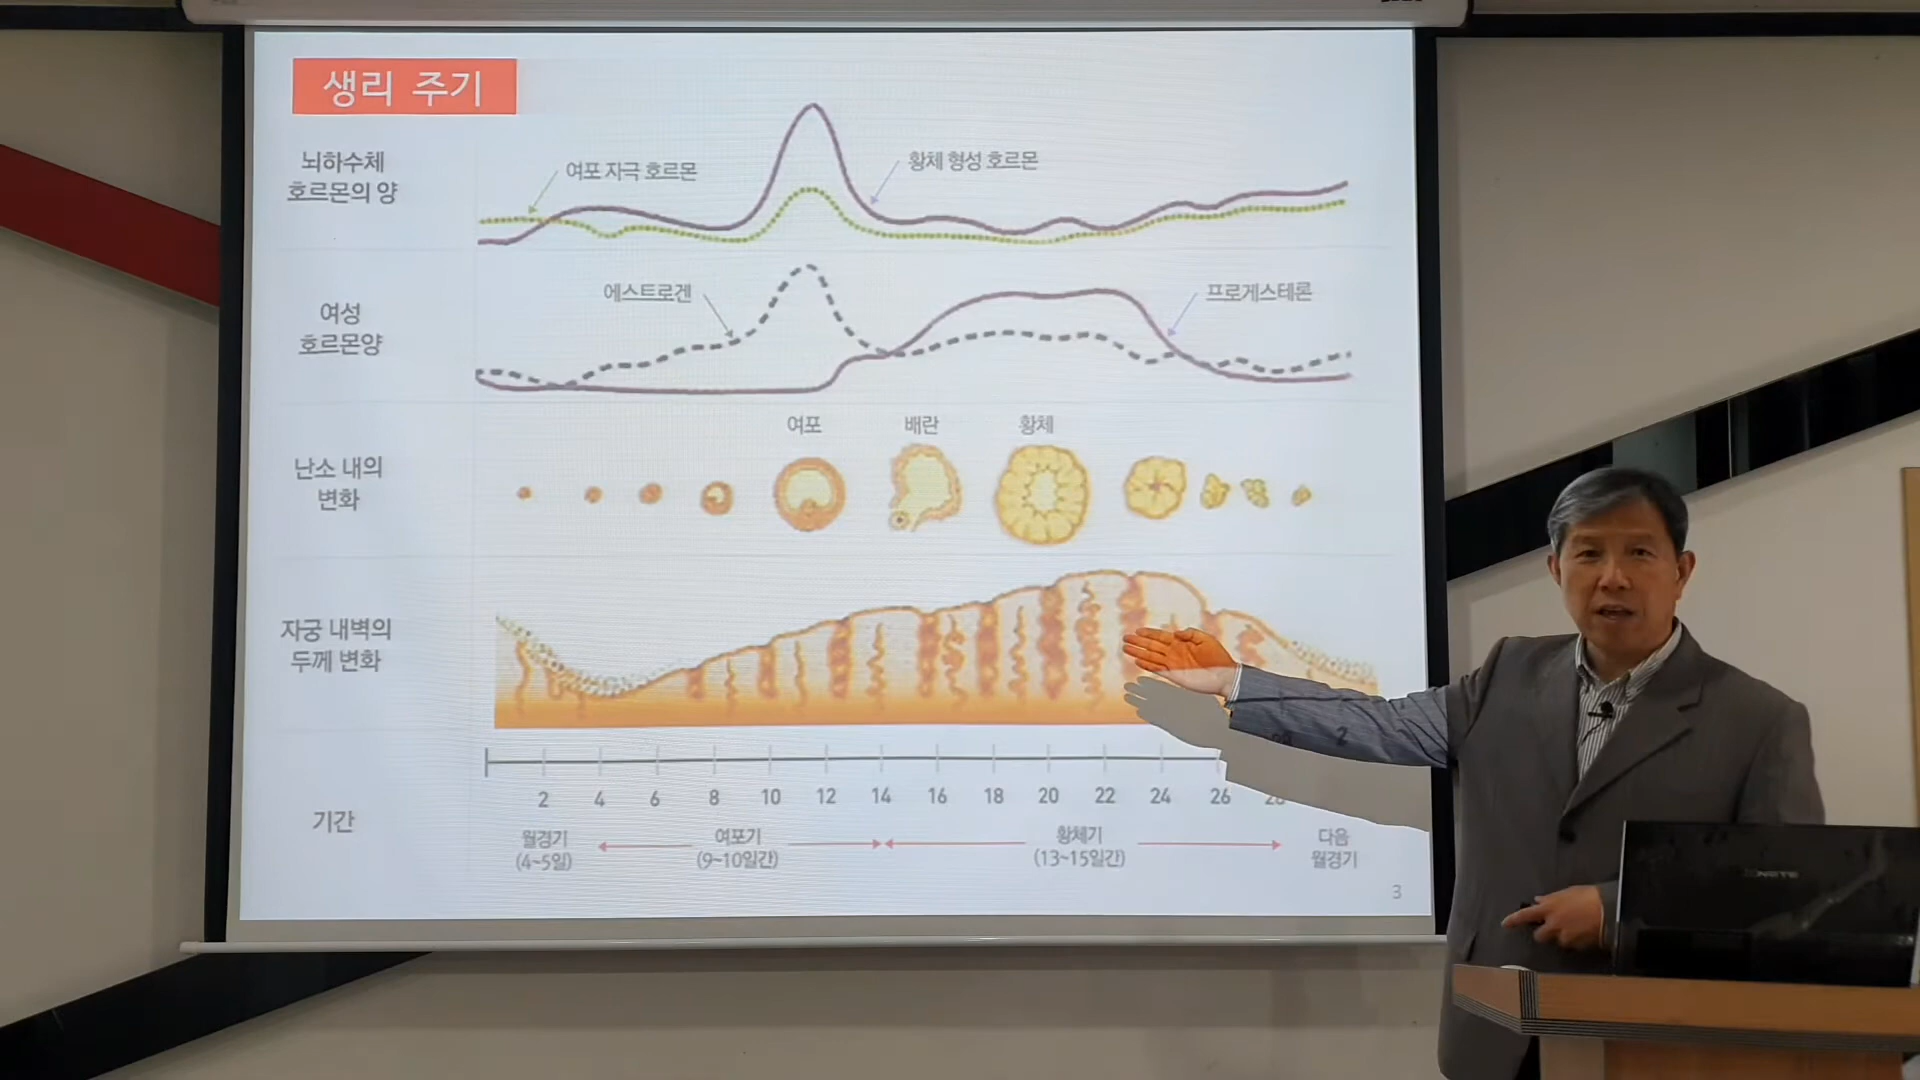 생리 주기
뇌하수체
호르몬의 양
여포 자극 호르몬
황체 형성 호르몬
여성
호르몬양
에스트로겐
프로게스테론
난소 내의
변화
여포
배란
황체
자궁 내벽의
두께 변화
기간
2 4 6 8 10 12 14 16 18 20 22 24 26 28
월경기
(4~5일)
여포기
(9~10일간)
황체기
(13~15일간)
다음
월경기
3